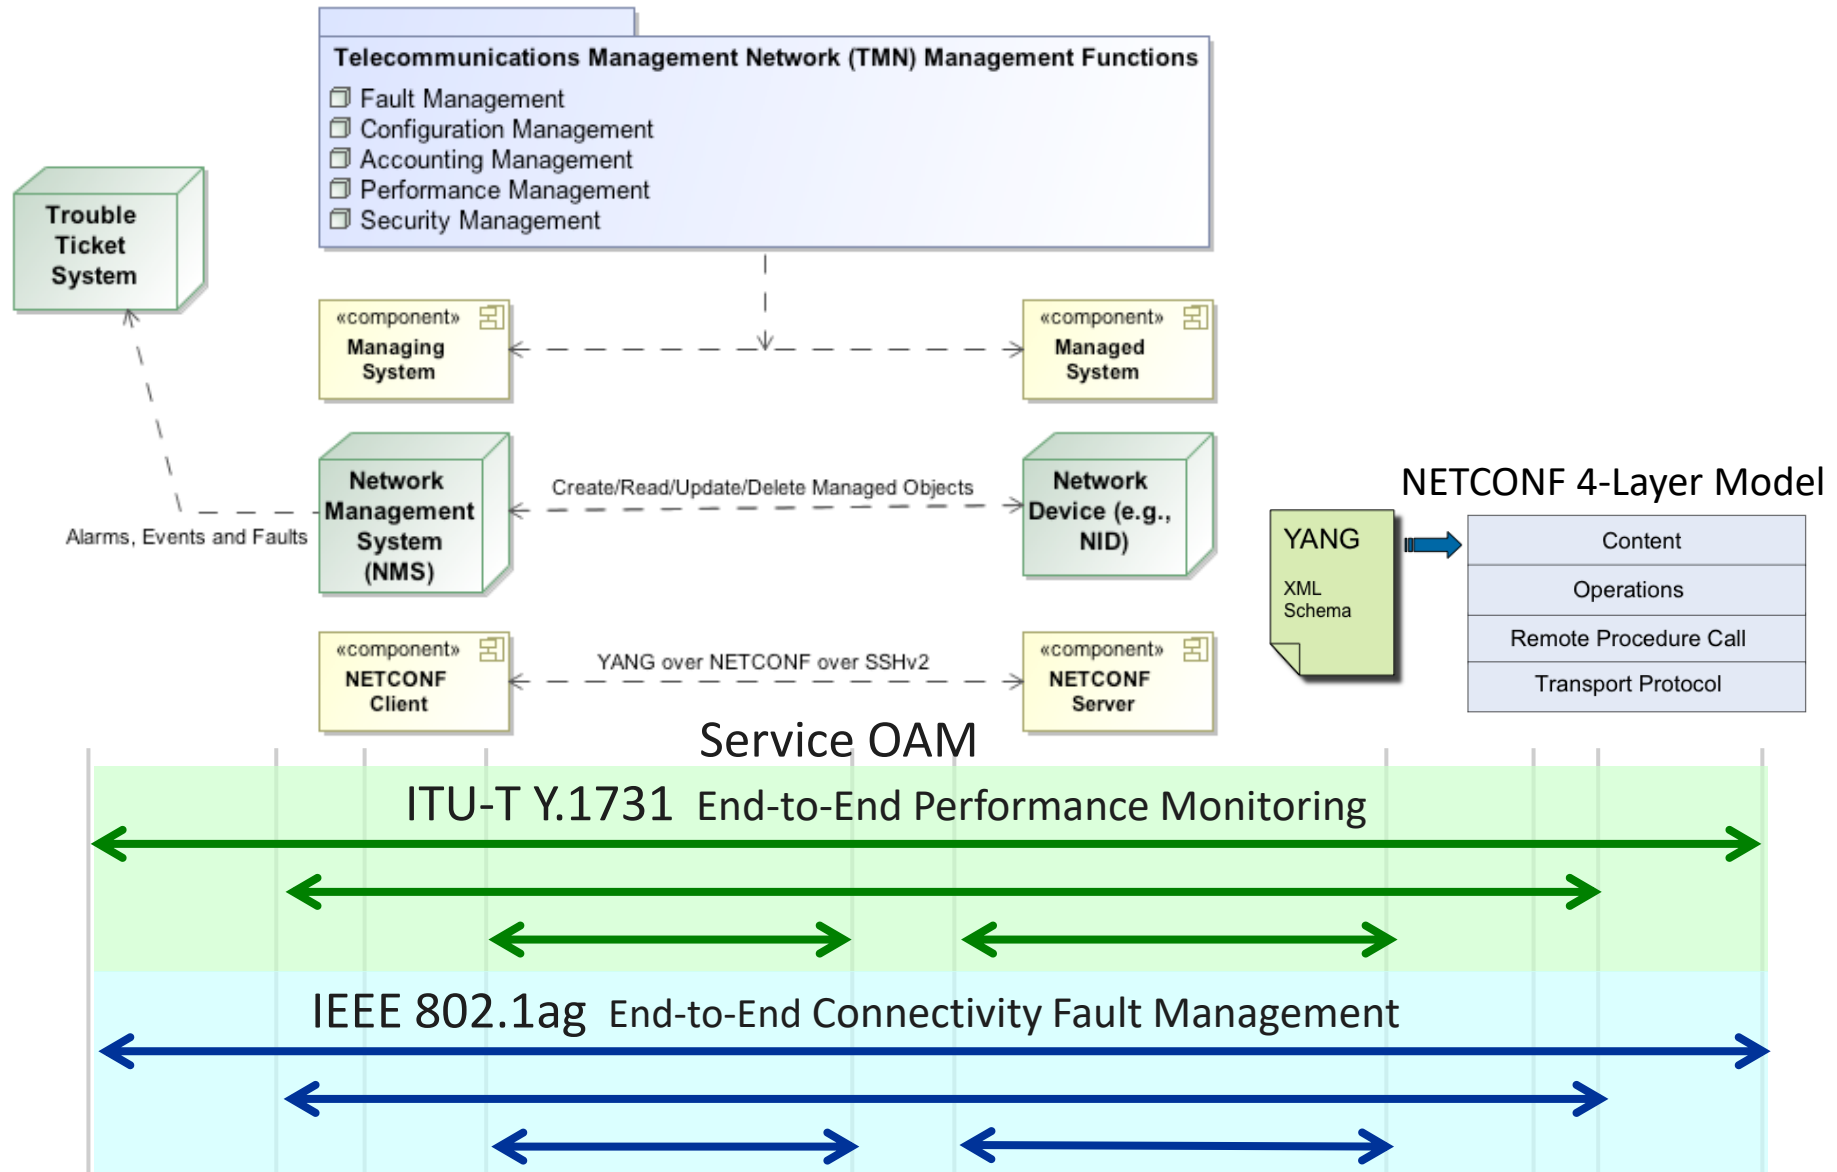 Telecommunications Management Network (TMN) Management Functions
Fault Management
Configuration Management
Accounting Management
Performance Management
Security Management
Trouble
Ticket
System
«component»
Managing
System
«component»
Managed
System
Network
Management
System
(NMS)
Create/Read/Update/Delete Managed Objects
Network
Device (e.g.,
NID)
Alarms, Events and Faults
NETCONF 4-Layer Model
YANG
XML
Schema
Content
Operations
Remote Procedure Call
Transport Protocol
«component»
NETCONF
Client
YANG over NETCONF over SSHv2
«component»
NETCONF
Server
Service OAM
ITU-T Y.1731 End-to-End Performance Monitoring
IEEE 802.1ag End-to-End Connectivity Fault Management